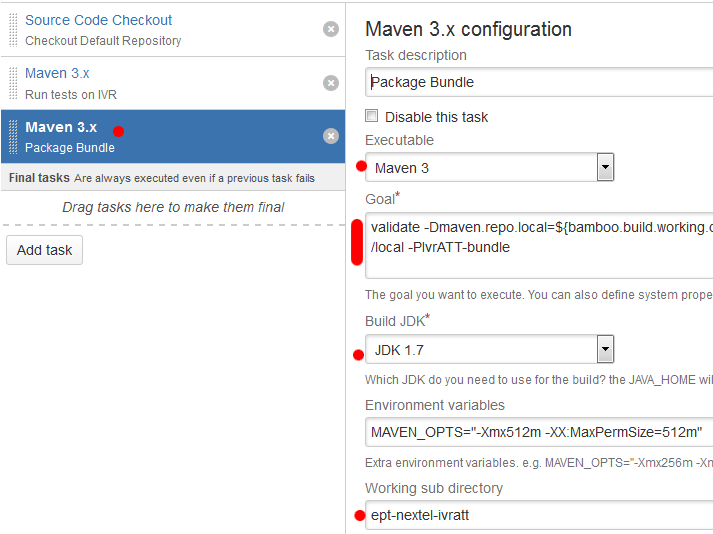 Source Code Checkout
Checkout Default Repository
Maven 3.x
Run tests on IVR
Maven 3.x
Package Bundle
Final tasks Are always executed even if a previous task fails
Drag tasks here to make them final
Add task
Maven 3.x configuration
Task description
Package Bundle
Disable this task
Executable
Maven 3
Goal*
validate -Dmaven.repo.local=${bamboo.build.working.
/local -PIvrATT-bundle
The goal you want to execute. You can also define system prope
Build JDK*
JDK 1.7
Which JDK do you need to use for the build? the JAVA_HOME wil
Environment variables
MAVEN_OPTS="-Xmx512m -XX:MaxPermSize=512m"
Extra environment variables. e.g. MAVEN_OPTS="-Xmx256m -Xm
Working sub directory
ept-nextel-ivratt